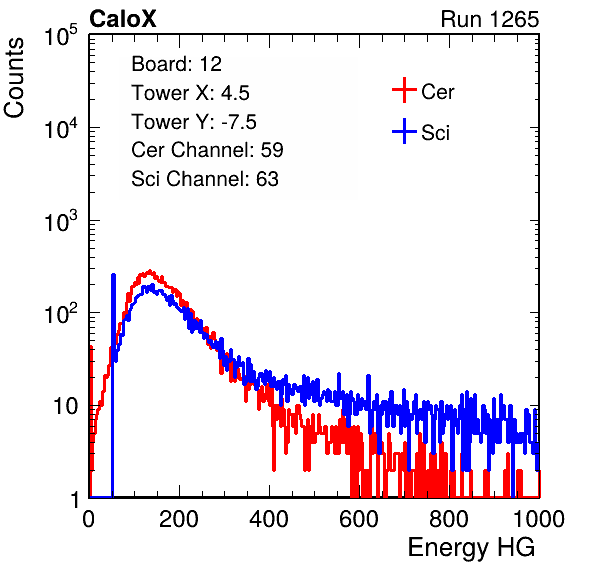 CaloX Run 1265
Counts
10^5
10^4
10^3
10^2
10
1
Board: 12
Tower X: 4.5
Tower Y: -7.5
Cer Channel: 59
Sci Channel: 63
Cer
Sci
0 200 400 600 800 1000
Energy HG